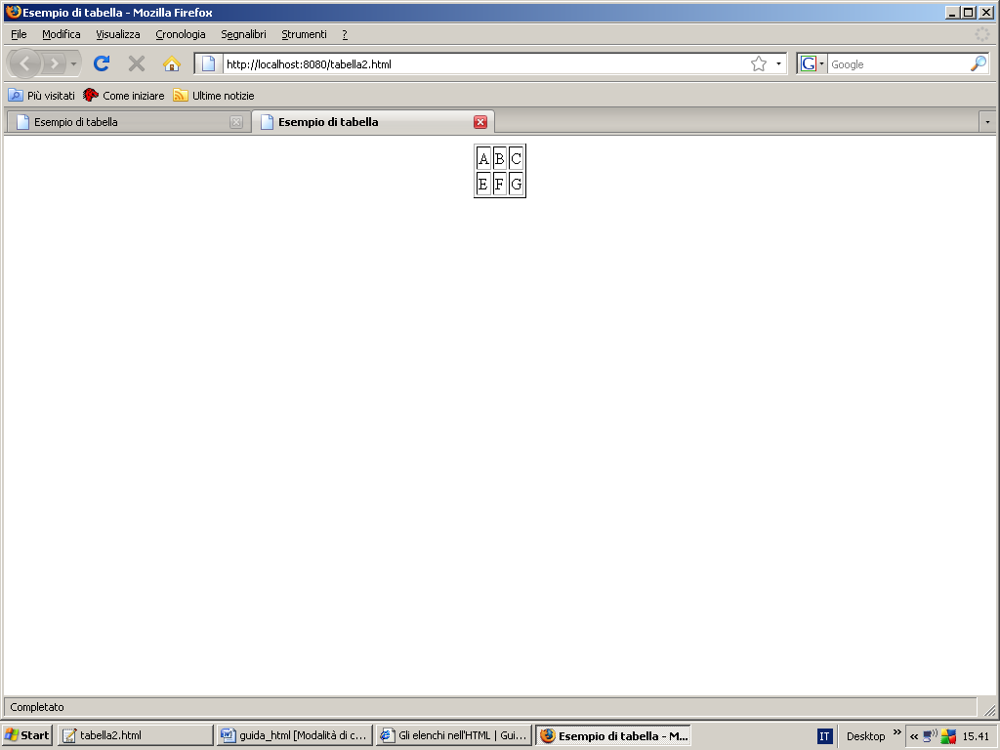 Esempio di tabella - Mozilla Firefox
File Modifica Visualizza Cronologia Segnalibri Strumenti ?
http://localhost:8080/tabella2.html G Google
Più visitati Come iniziare Ultime notizie
Esempio di tabella Esempio di tabella
A B C
E F G
Completato
Start tabella2.html guida_html [Modalità di c... Gli elenchi nell'HTML | Gui... Esempio di tabella - M... IT Desktop » « 15.41